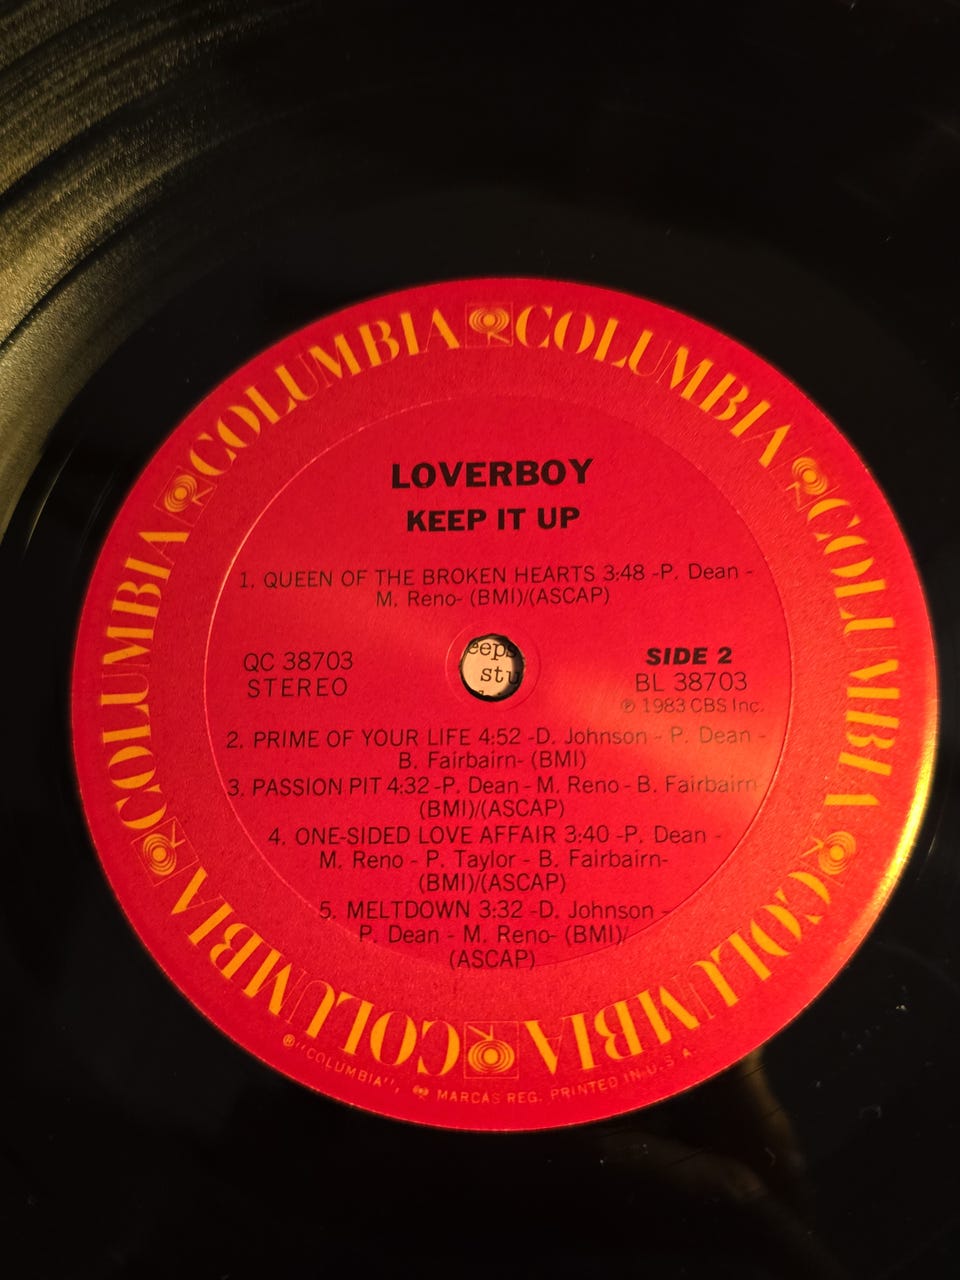 COLUMBIA COLUMBIA COLUMBIA COLUMBIA COLUMBIA COLUMBIA
LOVERBOY
KEEP IT UP
1. QUEEN OF THE BROKEN HEARTS 3:48 -P. Dean -
M. Reno- (BMI)/(ASCAP)
QC 38703
STEREO
eeps
stu
SIDE 2
BL 38703
℗ 1983 CBS Inc.
2. PRIME OF YOUR LIFE 4:52 -D. Johnson - P. Dean -
B. Fairbairn- (BMI)
3. PASSION PIT 4:32 -P. Dean - M. Reno - B. Fairbairn-
(BMI)/(ASCAP)
4. ONE-SIDED LOVE AFFAIR 3:40 -P. Dean -
M. Reno - P. Taylor - B. Fairbairn-
(BMI)/(ASCAP)
5. MELTDOWN 3:32 -D. Johnson -
P. Dean - M. Reno- (BMI)/
(ASCAP)
®"COLUMBIA", MARCAS REG. PRINTED IN U.S.A.